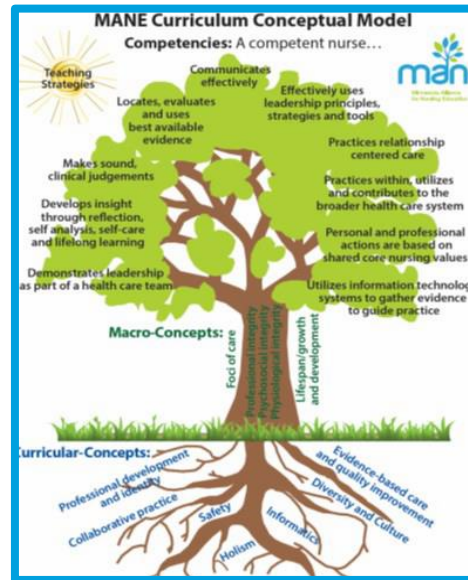 MANE Curriculum Conceptual Model
Competencies: A competent nurse…
Teaching
Strategies
man
Communicates
effectively
Effectively uses
leadership principles,
strategies and tools
Locates, evaluates
and uses
best available
evidence
Practices relationship
centered care
Makes sound,
clinical judgements
Practices within, utilizes
and contributes to the
broader health care system
Develops insight
through reflection,
self analysis, self-care
and lifelong learning
Personal and professional
actions are based on
shared core nursing values
Demonstrates leadership
as part of a health care team
Utilizes information technolog
systems to gather evidence
to guide practice
Macro-Concepts:
Foci of care
Professional integrity
Psychosocial integrity
Physiological integrity
Lifespan/growth
and development
Curricular-Concepts:
Professional development
and identity
Collaborative practice
Safety
Holism
Informatics
Diversity and Culture
Evidence-based care
and quality improvement